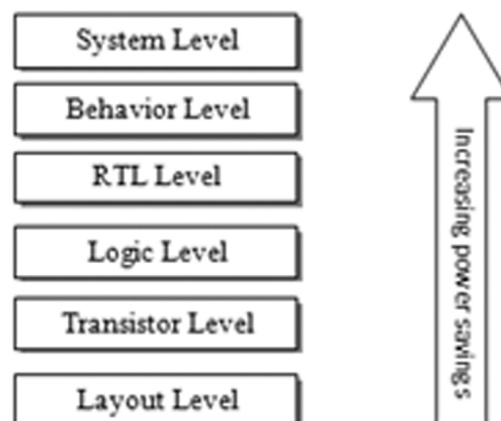 System Level
Behavior Level
RTL Level
Logic Level
Transistor Level
Layout Level
Increasing power savings